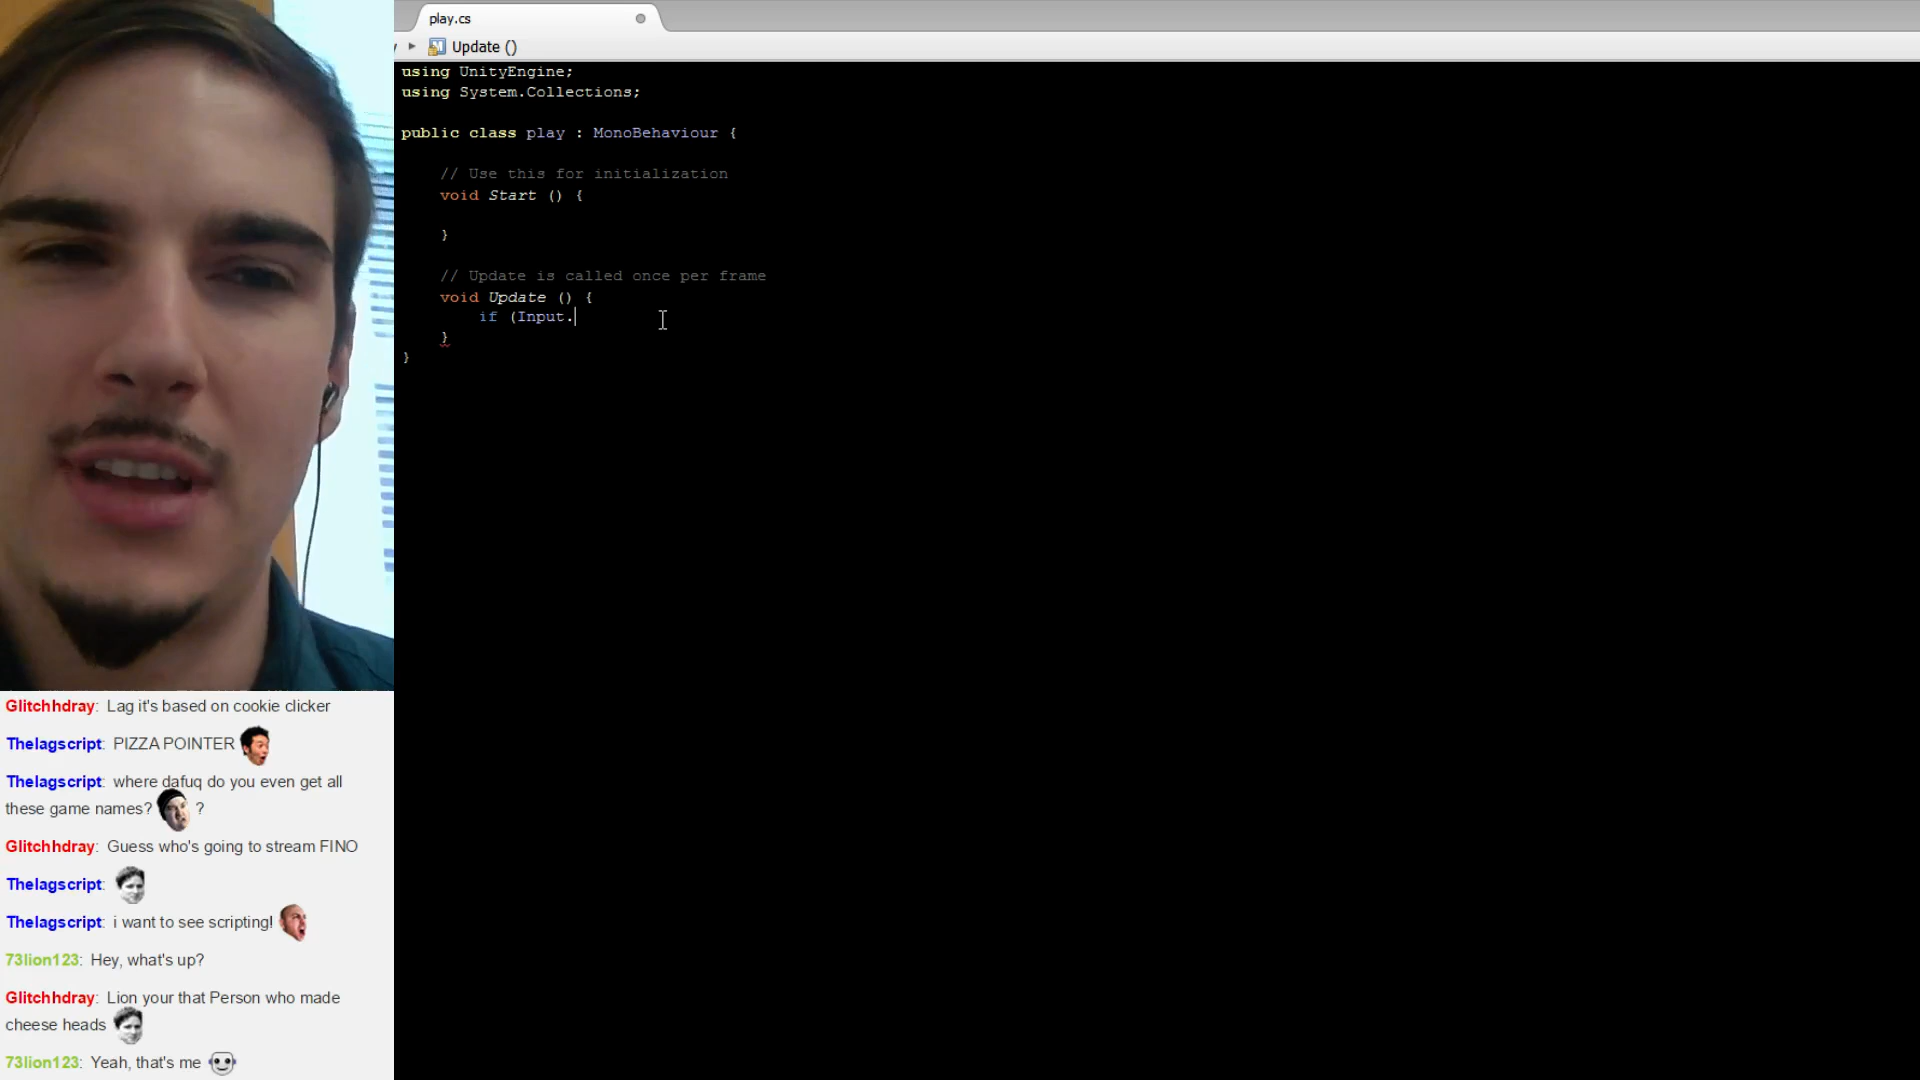 play.cs
Update ()
using UnityEngine;
using System.Collections;
public class play : MonoBehaviour {
// Use this for initialization
void Start () {
}
// Update is called once per frame
void Update () {
if (Input.
}
}
Glitchhdray: Lag it's based on cookie clicker
Thelagscript: PIZZA POINTER
Thelagscript: where dafuq do you even get all
these game names? ?
Glitchhdray: Guess who's going to stream FINO
Thelagscript:
Thelagscript: i want to see scripting!
73lion123: Hey, what's up?
Glitchhdray: Lion your that Person who made
cheese heads
73lion123: Yeah, that's me